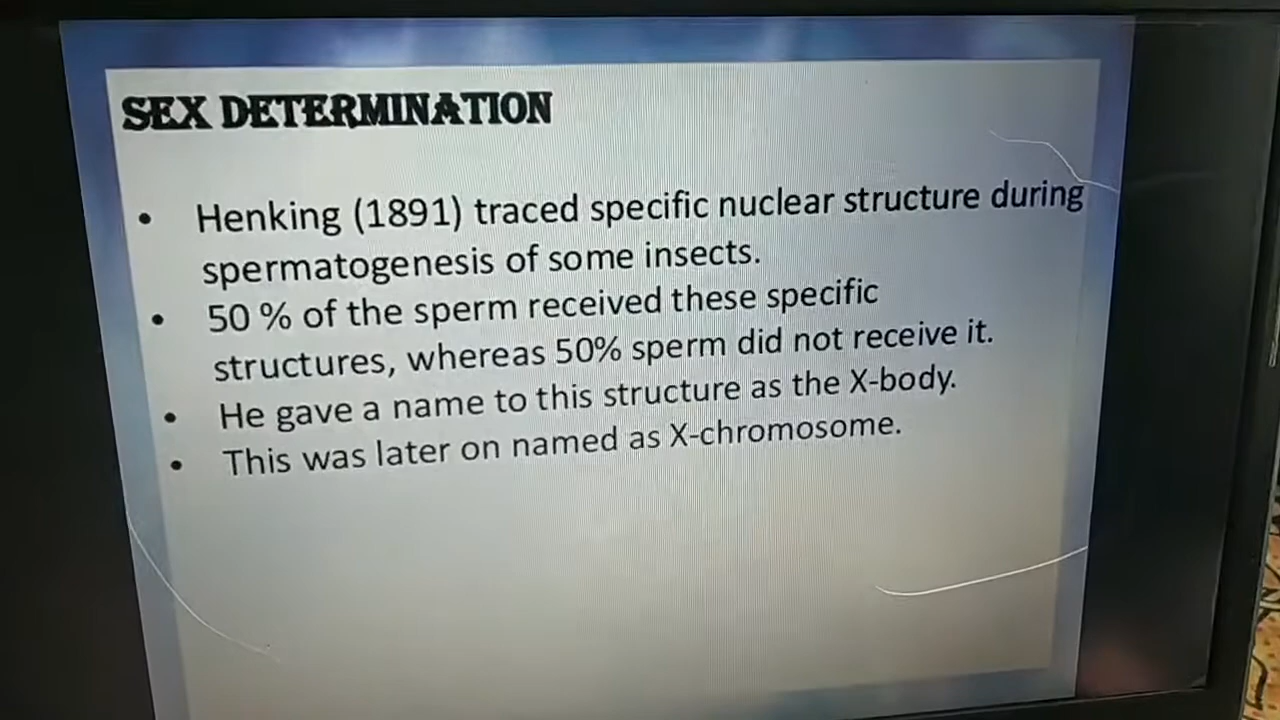 SEX DETERMINATION
• Henking (1891) traced specific nuclear structure during
spermatogenesis of some insects.
• 50 % of the sperm received these specific
structures, whereas 50% sperm did not receive it.
• He gave a name to this structure as the X-body.
• This was later on named as X-chromosome.